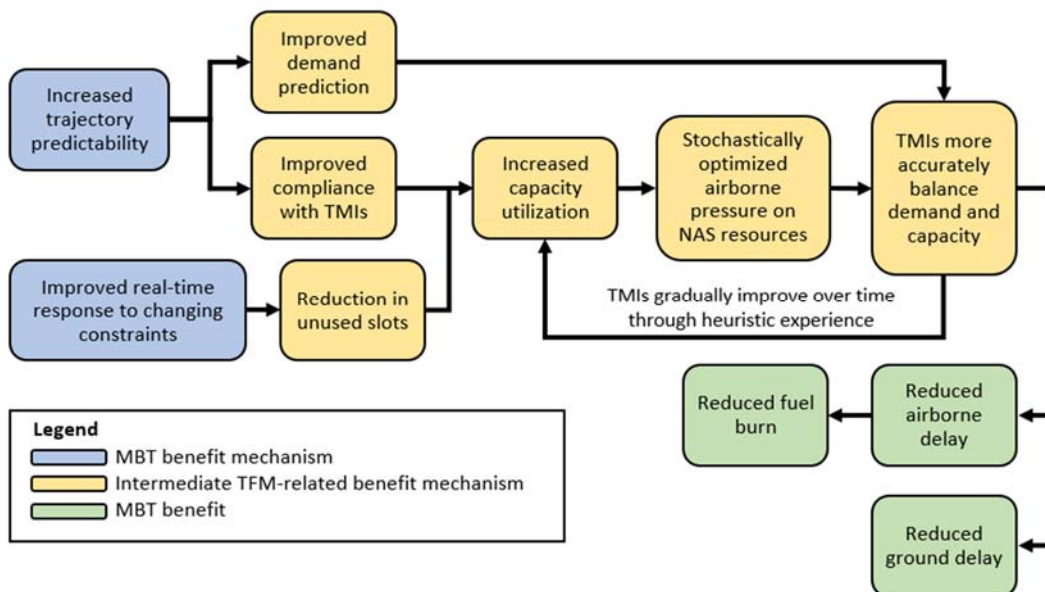 Increased
trajectory
predictability
Improved
demand
prediction
Improved
compliance
with TMIs
Improved real-time
response to changing
constraints
Reduction in
unused slots
Increased
capacity
utilization
Stochastically
optimized
airborne
pressure on
NAS resources
TMIs more
accurately
balance
demand and
capacity
TMIs gradually improve over time
through heuristic experience
Reduced fuel
burn
Reduced
airborne
delay
Reduced
ground delay
Legend
MBT benefit mechanism
Intermediate TFM-related benefit mechanism
MBT benefit